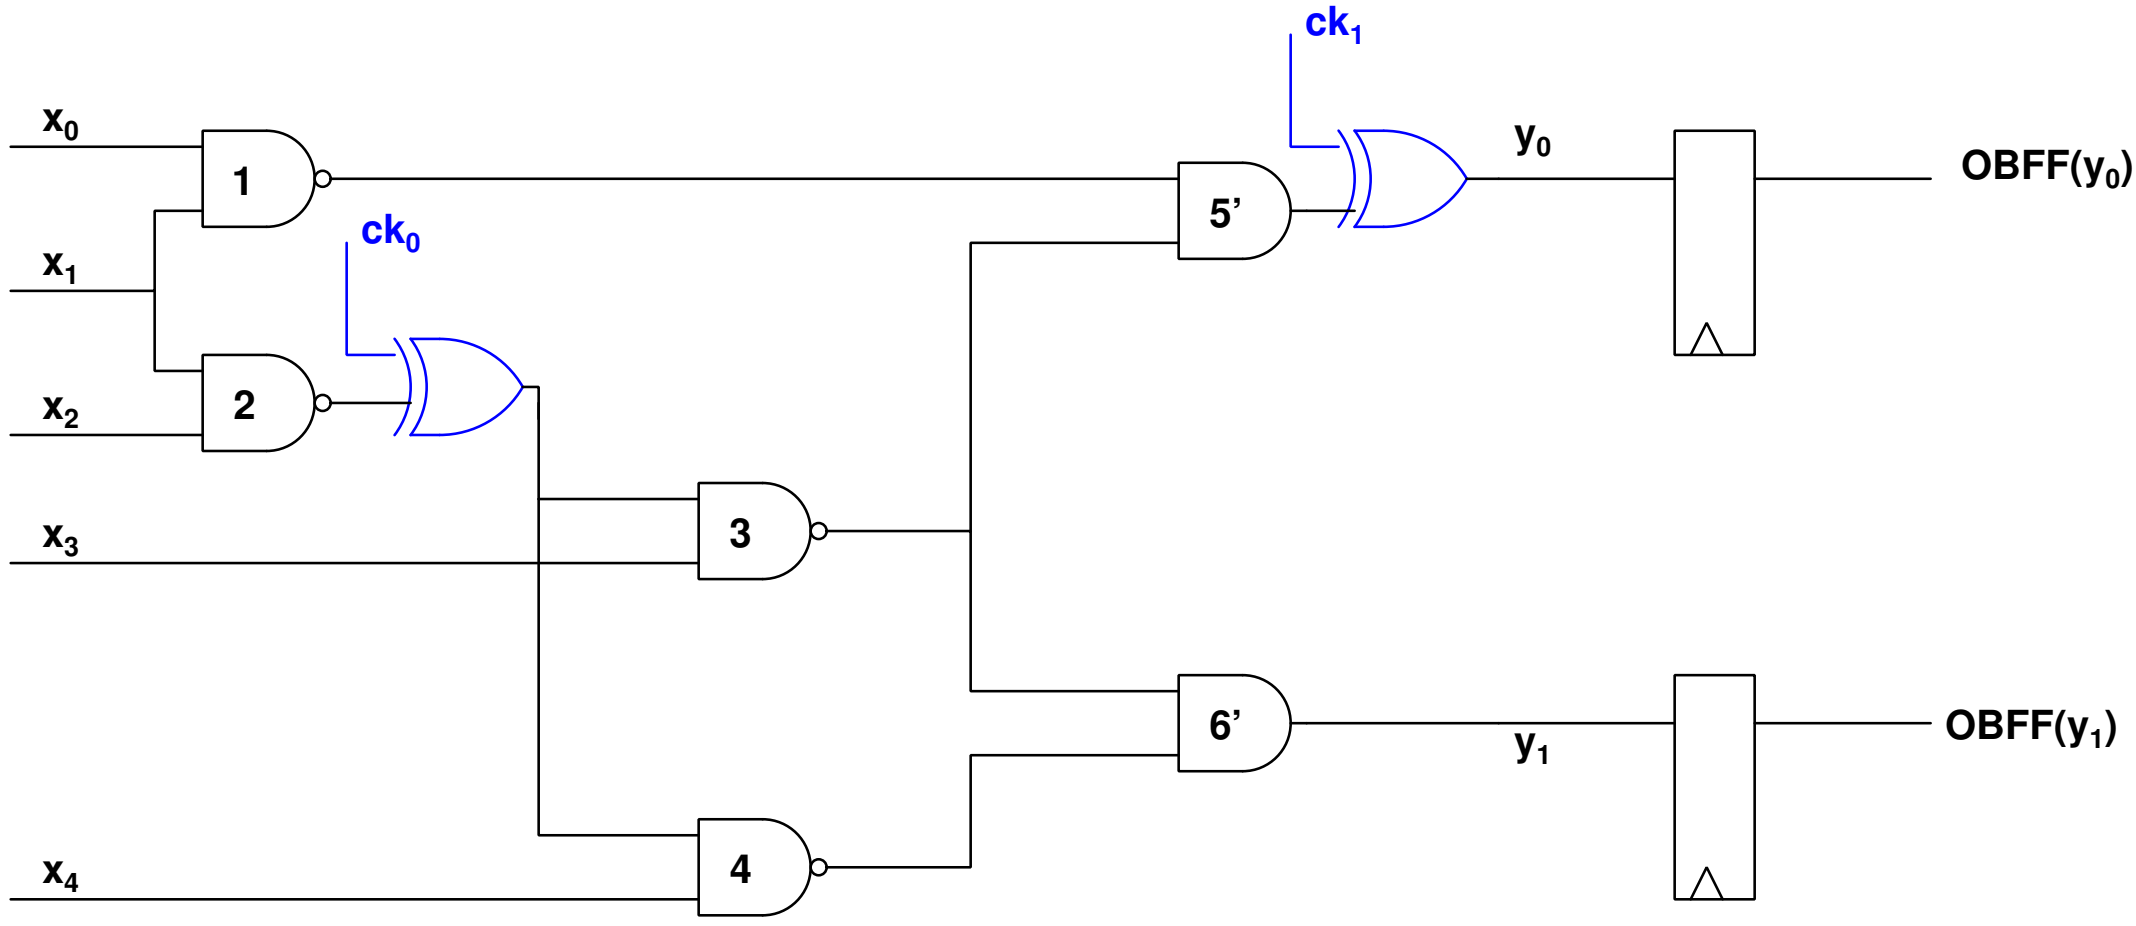 ck₁
x₀
y₀
OBFF(y₀)
1
5’
ck₀
x₁
x₂
2
x₃
3
6’
OBFF(y₁)
y₁
x₄
4